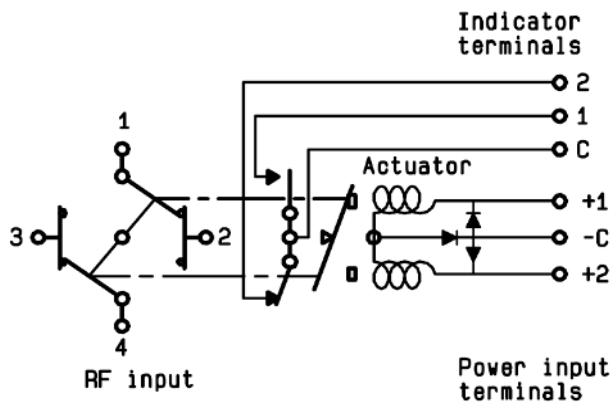 Indicator
terminals
2
1
C
1
Actuator
+1
3
2
-C
+2
4
RF input
Power input
terminals